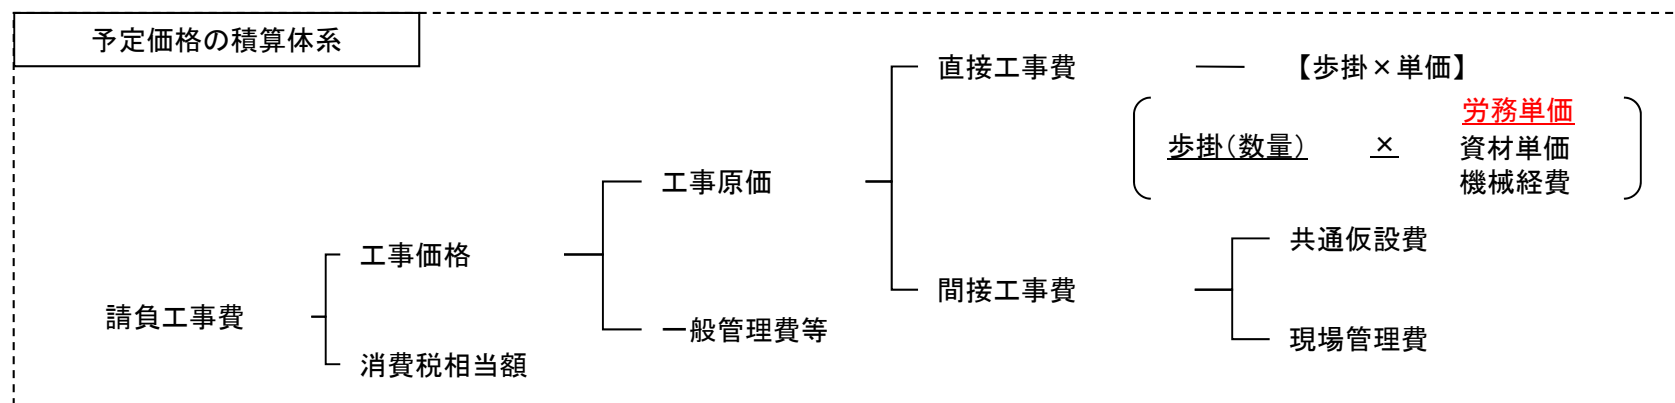 予定価格の積算体系
直接工事費
【歩掛×単価】
歩掛(数量) ×
労務単価
資材単価
機械経費
工事原価
共通仮設費
工事価格
間接工事費
請負工事費
一般管理費等
現場管理費
消費税相当額